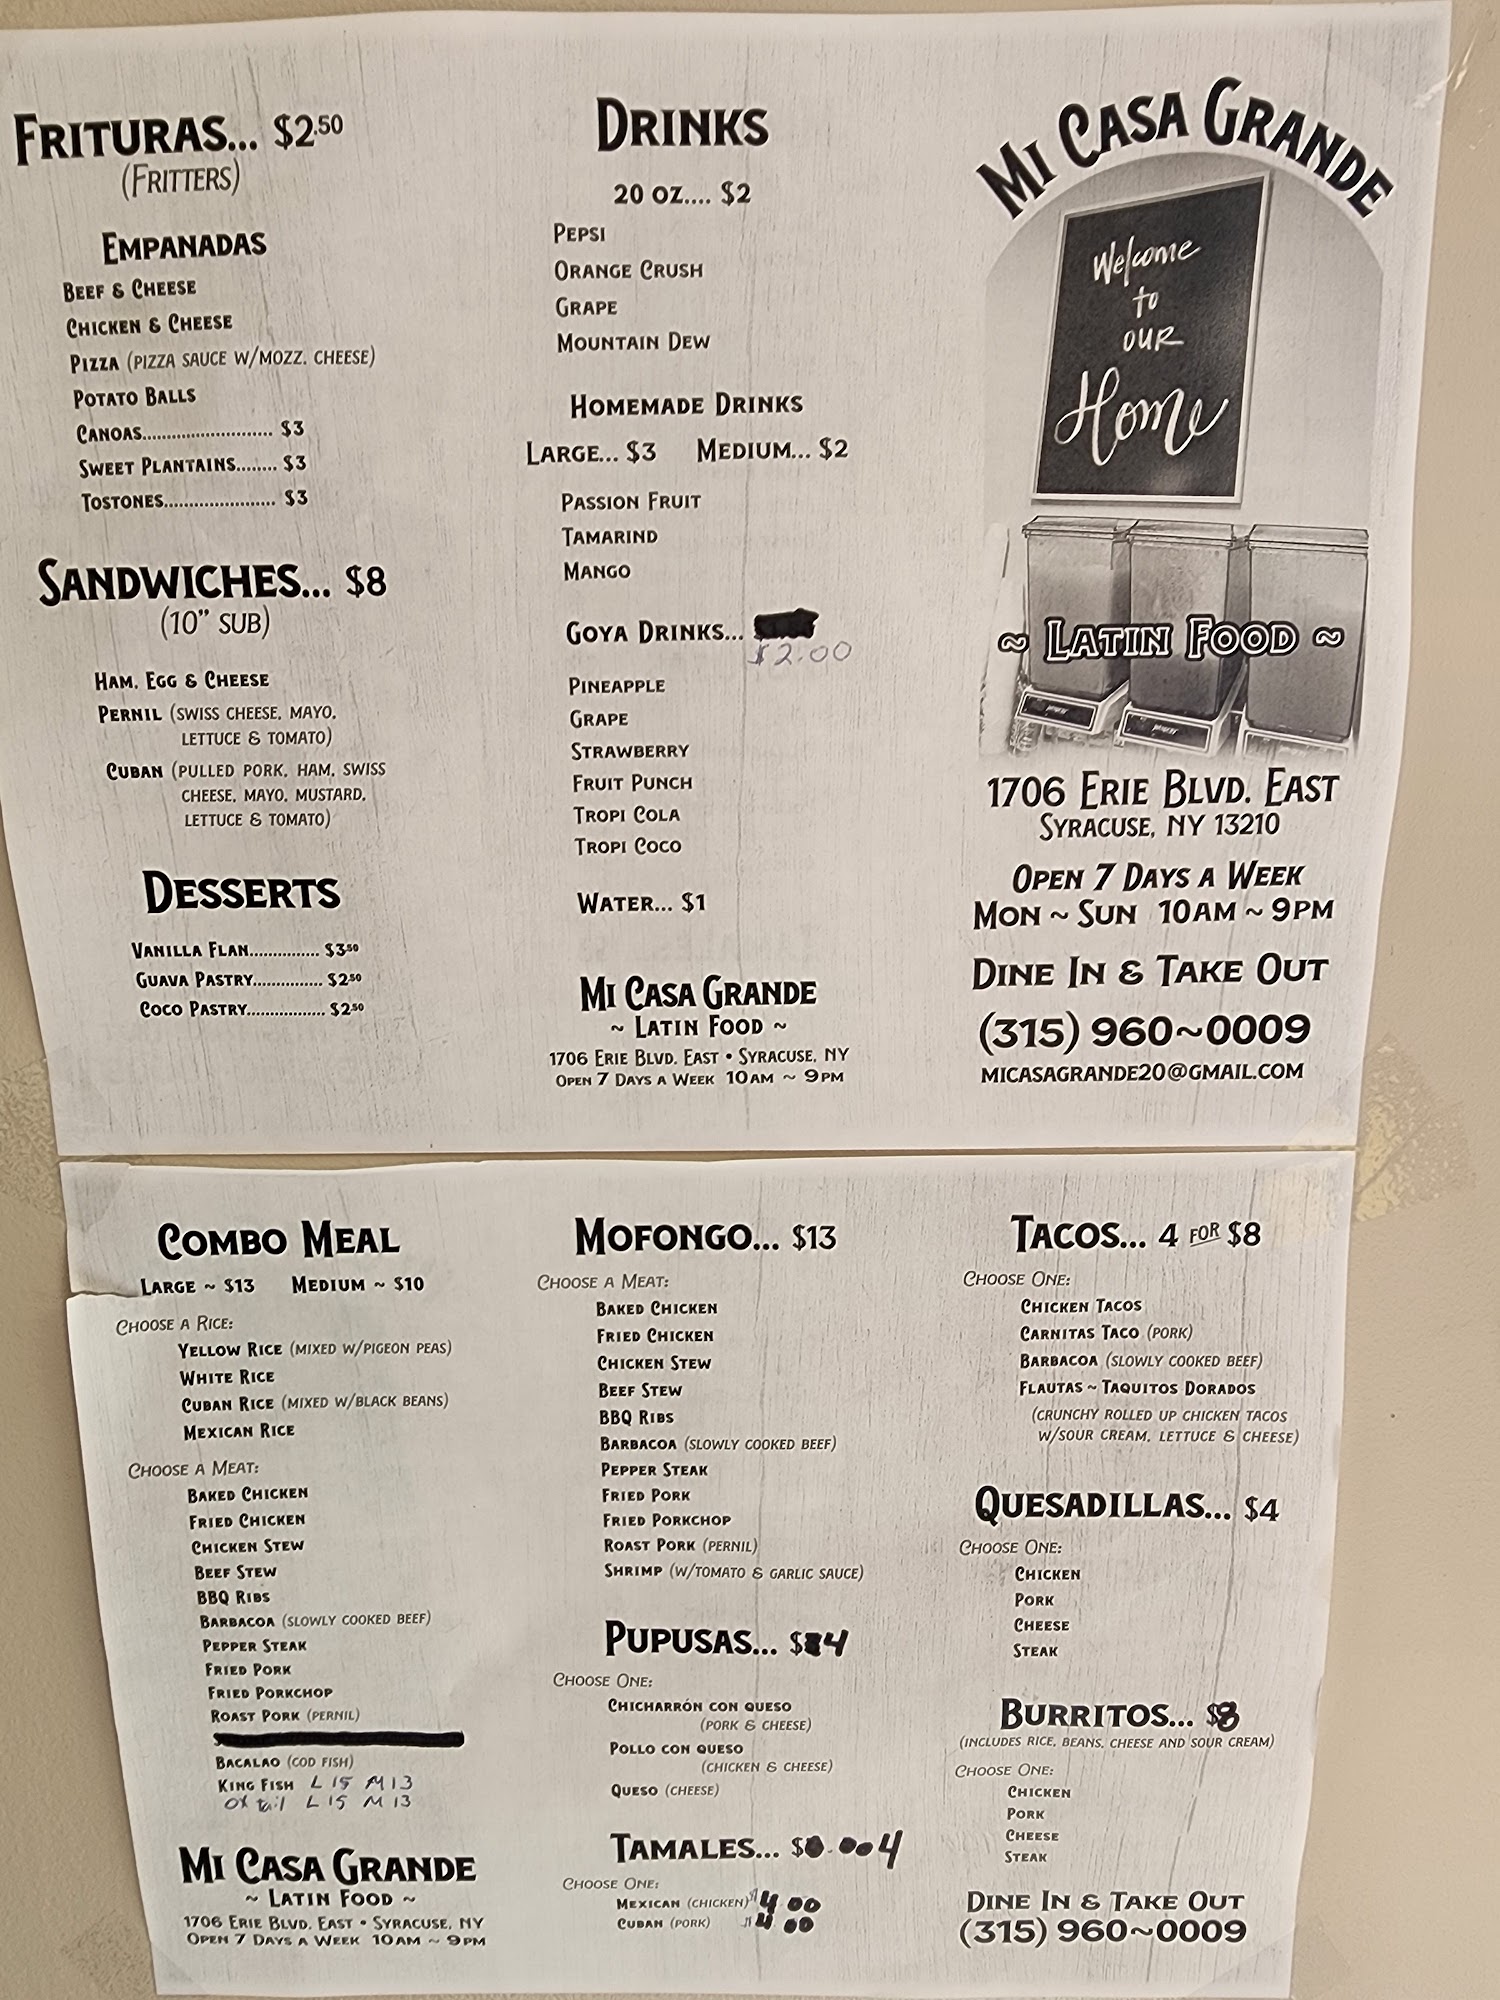 FRITURAS... $2.50
(FRITTERS)
EMPANADAS
BEEF & CHEESE
CHICKEN & CHEESE
PIZZA (PIZZA SAUCE W/MOZZ. CHEESE)
POTATO BALLS
CANOAS........................... $3
SWEET PLANTAINS........ $3
TOSTONES....................... $3
SANDWICHES... $8
(10" SUB)
HAM, EGG & CHEESE
PERNIL (SWISS CHEESE, MAYO,
LETTUCE & TOMATO)
CUBAN (PULLED PORK, HAM, SWISS
CHEESE, MAYO, MUSTARD,
LETTUCE & TOMATO)
DESSERTS
VANILLA FLAN............... $3.50
GUAVA PASTRY............... $2.50
COCO PASTRY................. $2.50
DRINKS
20 OZ.... $2
PEPSI
ORANGE CRUSH
GRAPE
MOUNTAIN DEW
HOMEMADE DRINKS
LARGE... $3 MEDIUM... $2
PASSION FRUIT
TAMARIND
MANGO
GOYA DRINKS...
$2.00
PINEAPPLE
GRAPE
STRAWBERRY
FRUIT PUNCH
TROPI COLA
TROPI COCO
WATER... $1
MI CASA GRANDE
~ LATIN FOOD ~
1706 ERIE BLVD. EAST • SYRACUSE, NY
OPEN 7 DAYS A WEEK 10AM ~ 9PM
MI CASA GRANDE
Welcome
to
OUR
Home
~ LATIN FOOD ~
1706 ERIE BLVD. EAST
SYRACUSE, NY 13210
OPEN 7 DAYS A WEEK
MON ~ SUN 10AM ~ 9PM
DINE IN & TAKE OUT
(315) 960~0009
MICASAGRANDE20@GMAIL.COM
COMBO MEAL
LARGE ~ $13 MEDIUM ~ $10
CHOOSE A RICE:
YELLOW RICE (MIXED W/PIGEON PEAS)
WHITE RICE
CUBAN RICE (MIXED W/BLACK BEANS)
MEXICAN RICE
CHOOSE A MEAT:
BAKED CHICKEN
FRIED CHICKEN
CHICKEN STEW
BEEF STEW
BBQ RIBS
BARBACOA (SLOWLY COOKED BEEF)
PEPPER STEAK
FRIED PORK
FRIED PORKCHOP
ROAST PORK (PERNIL)
BACALAO (COD FISH)
KING FISH L 15 M 13
OX tail L 15 M 13
MI CASA GRANDE
~ LATIN FOOD ~
1706 ERIE BLVD. EAST • SYRACUSE, NY
OPEN 7 DAYS A WEEK 10AM ~ 9PM
MOFONGO... $13
CHOOSE A MEAT:
BAKED CHICKEN
FRIED CHICKEN
CHICKEN STEW
BEEF STEW
BBQ RIBS
BARBACOA (SLOWLY COOKED BEEF)
PEPPER STEAK
FRIED PORK
FRIED PORKCHOP
ROAST PORK (PERNIL)
SHRIMP (W/TOMATO & GARLIC SAUCE)
PUPUSAS... $4
CHOOSE ONE:
CHICHARRÓN CON QUESO
(PORK & CHEESE)
POLLO CON QUESO
(CHICKEN & CHEESE)
QUESO (CHEESE)
TAMALES... $4
CHOOSE ONE:
MEXICAN (CHICKEN) $4.00
CUBAN (PORK) $4.00
TACOS... 4 FOR $8
CHOOSE ONE:
CHICKEN TACOS
CARNITAS TACO (PORK)
BARBACOA (SLOWLY COOKED BEEF)
FLAUTAS ~ TAQUITOS DORADOS
(CRUNCHY ROLLED UP CHICKEN TACOS
W/SOUR CREAM, LETTUCE & CHEESE)
QUESADILLAS... $4
CHOOSE ONE:
CHICKEN
PORK
CHEESE
STEAK
BURRITOS... $8
(INCLUDES RICE, BEANS, CHEESE AND SOUR CREAM)
CHOOSE ONE:
CHICKEN
PORK
CHEESE
STEAK
DINE IN & TAKE OUT
(315) 960~0009